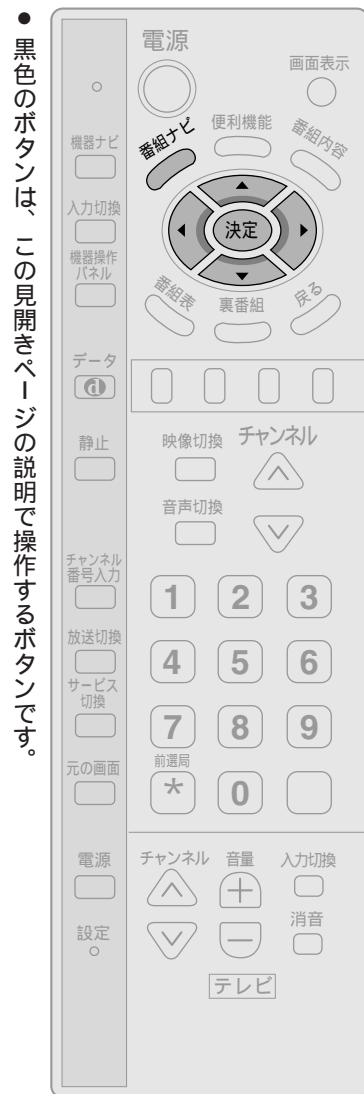 ● 黒色のボタンは、この見開きページの説明で操作するボタンです。
電源
画面表示
機器ナビ
番組ナビ
便利機能
番組内容
入力切換
決定
機器操作
パネル
番組表
裏番組
戻る
データ
d
静止
映像切換
チャンネル
音声切換
チャンネル
番号入力
1 2 3
放送切換
4 5 6
サービス
切換
7 8 9
元の画面
前選局
* 0
電源
チャンネル
音量
入力切換
+
設定
消音
−
テレビ